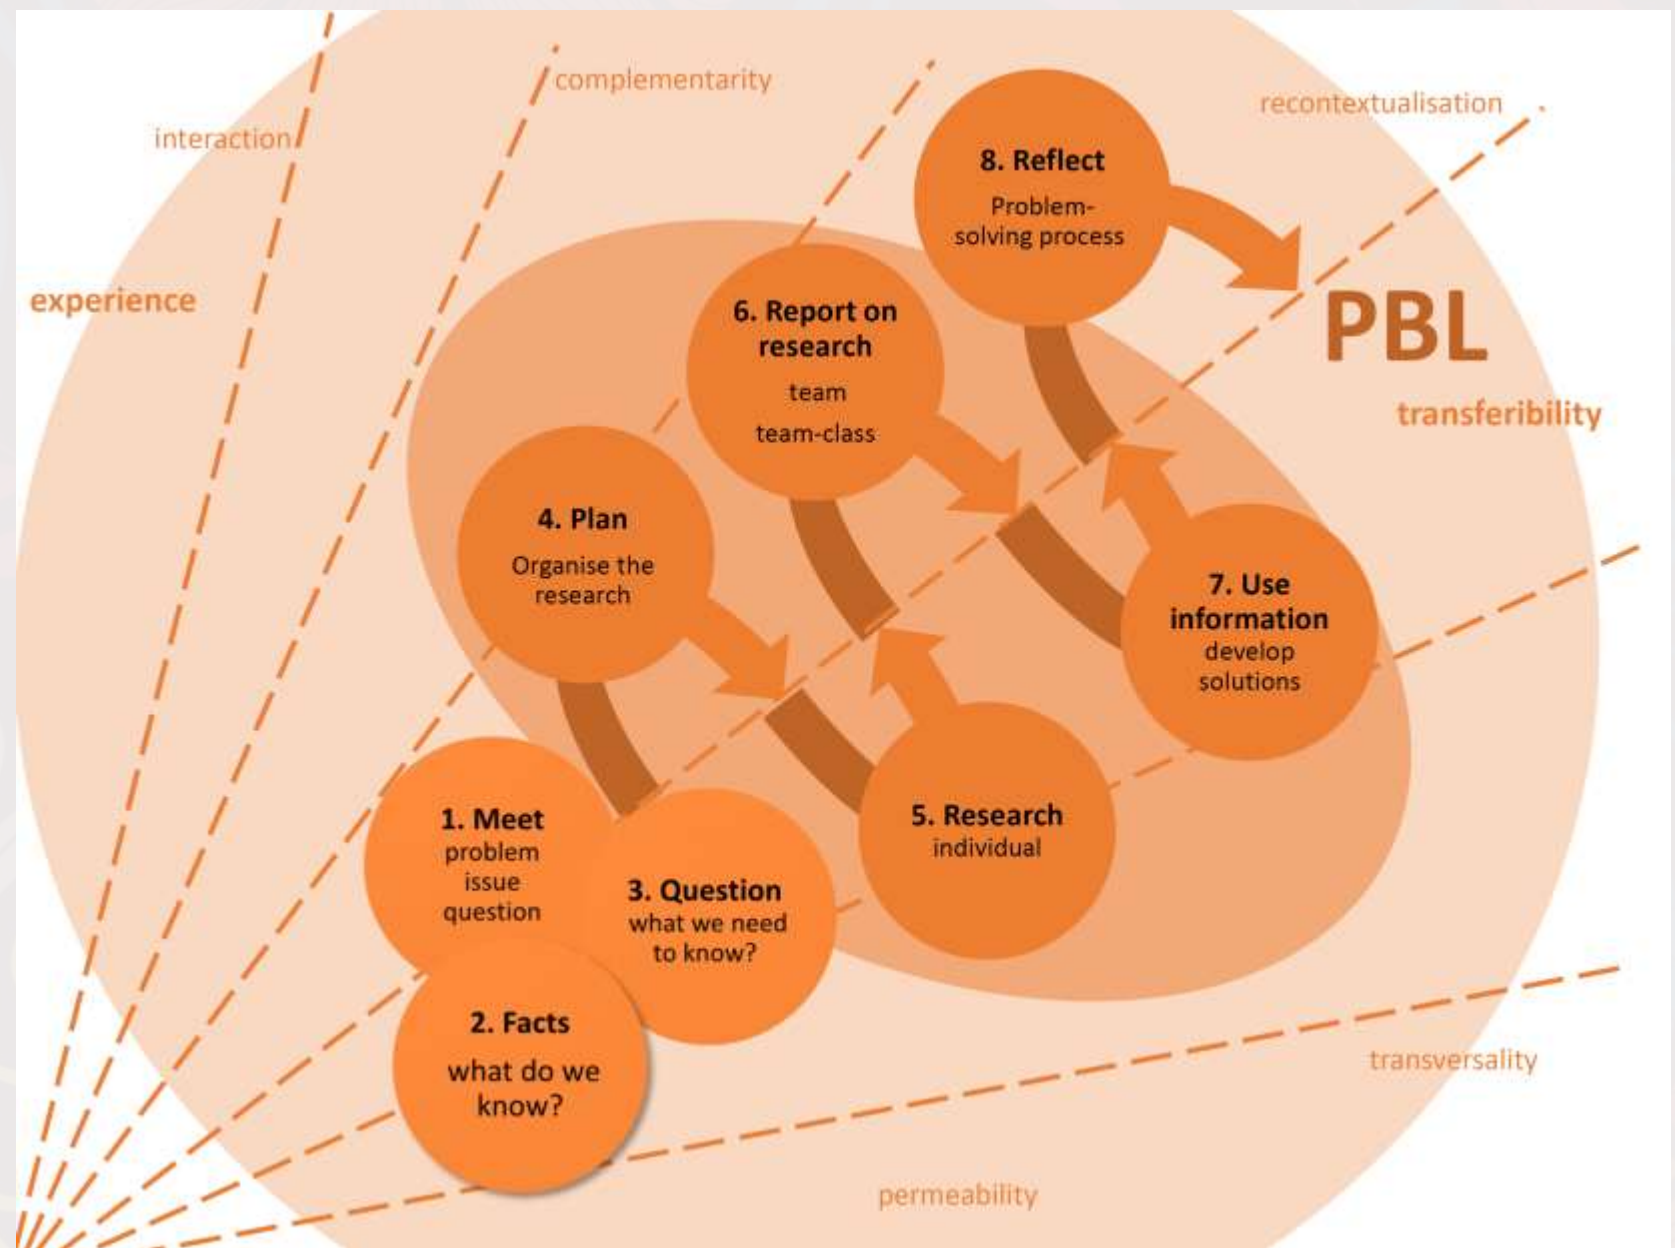 complementarity
recontextualisation
interaction
experience
8. Reflect
Problem-
solving process
PBL
transferibility
6. Report on
research
team
team-class
4. Plan
Organise the
research
7. Use
information
develop
solutions
1. Meet
problem
issue
question
3. Question
what we need
to know?
5. Research
individual
2. Facts
what do we
know?
transversality
permeability